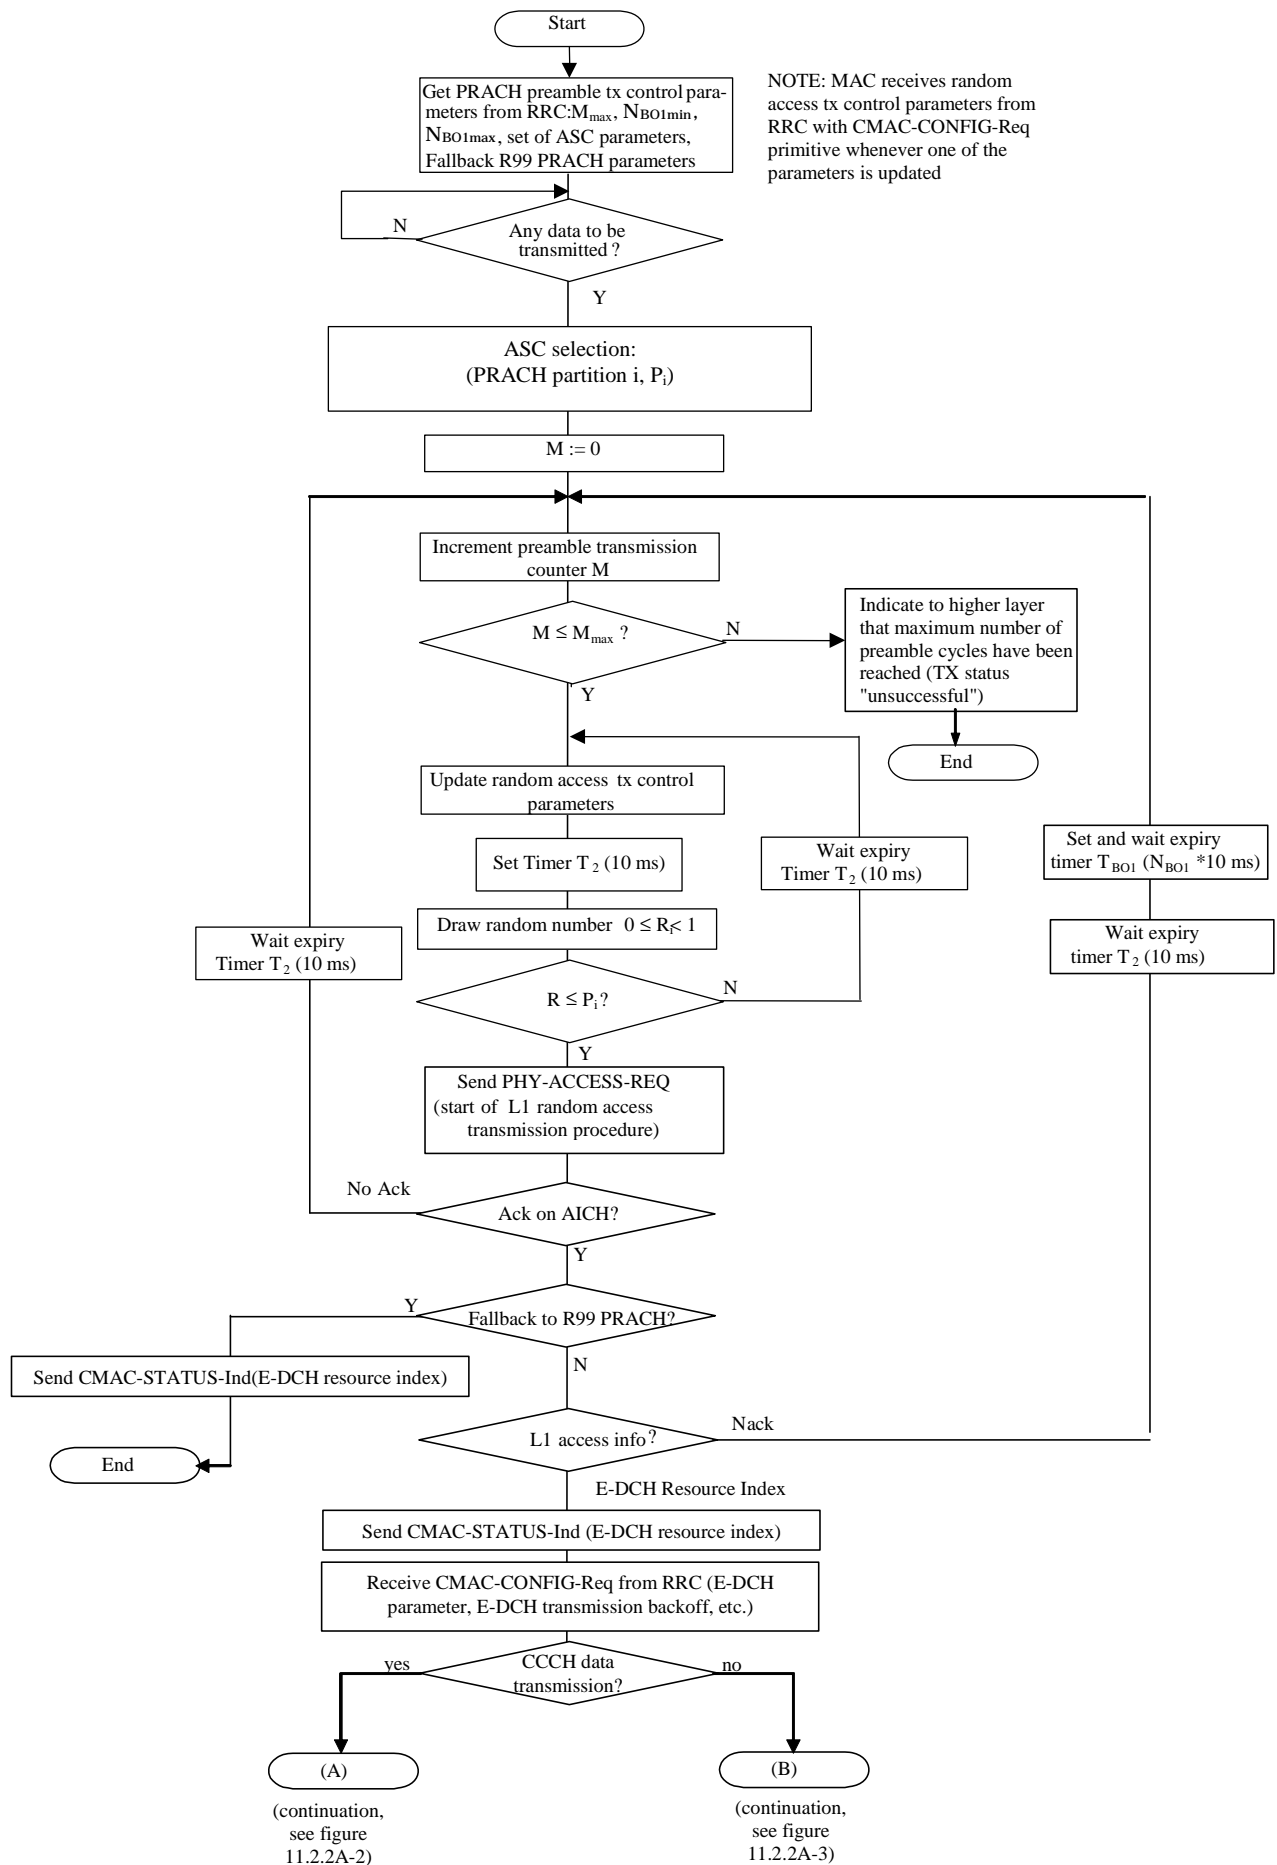 Start
Get PRACH preamble tx control para-
meters from RRC:Mmax, NBO1min,
NBO1max, set of ASC parameters,
Fallback R99 PRACH parameters
NOTE: MAC receives random
access tx control parameters from
RRC with CMAC-CONFIG-Req
primitive whenever one of the
parameters is updated
N
Any data to be
transmitted ?
Y
ASC selection:
(PRACH partition i, Pi)
M := 0
Increment preamble transmission
counter M
M ≤ Mmax ?
N
Y
Indicate to higher layer
that maximum number of
preamble cycles have been
reached (TX status
"unsuccessful")
End
Update random access tx control
parameters
Set Timer T2 (10 ms)
Wait expiry
Timer T2 (10 ms)
Set and wait expiry
timer TBO1 (NBO1 *10 ms)
Draw random number 0 ≤ Ri< 1
Wait expiry
Timer T2 (10 ms)
Wait expiry
timer T2 (10 ms)
R ≤ Pi?
N
Y
Send PHY-ACCESS-REQ
(start of L1 random access
transmission procedure)
No Ack
Ack on AICH?
Y
Y
Fallback to R99 PRACH?
N
Send CMAC-STATUS-Ind(E-DCH resource index)
End
L1 access info?
Nack
E-DCH Resource Index
Send CMAC-STATUS-Ind (E-DCH resource index)
Receive CMAC-CONFIG-Req from RRC (E-DCH
parameter, E-DCH transmission backoff, etc.)
yes
CCCH data
transmission?
no
(A)
(continuation,
see figure
11.2.2A-2)
(B)
(continuation,
see figure
11.2.2A-3)